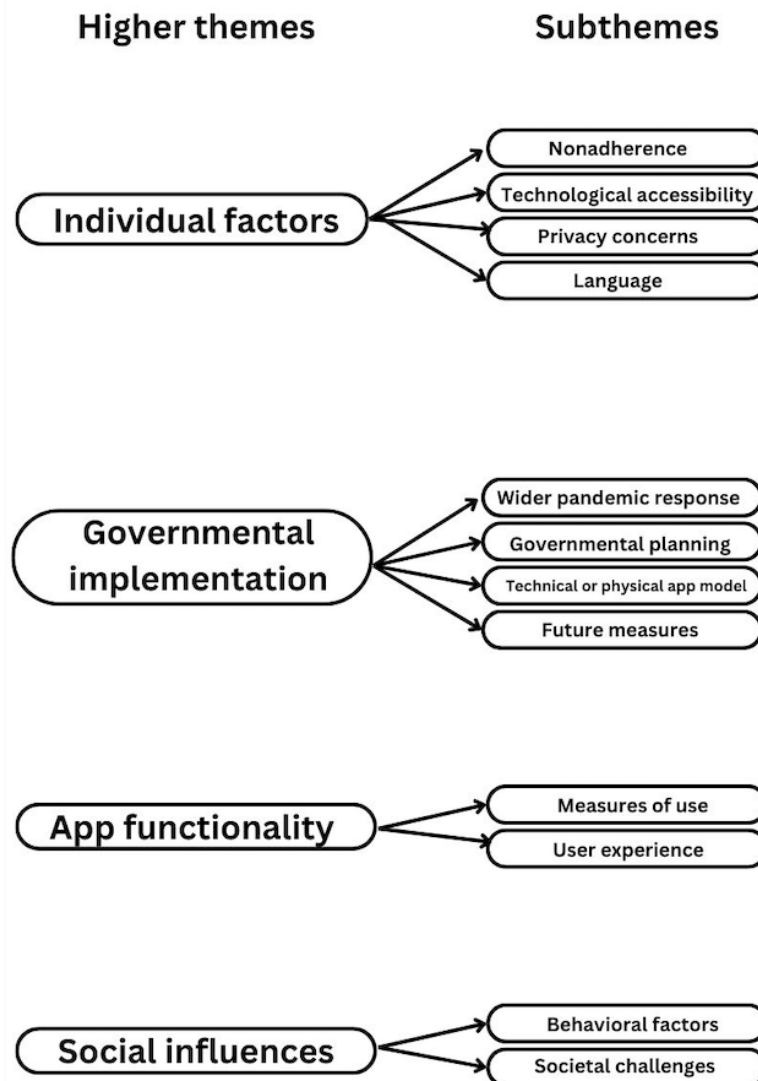 Higher themes
Subthemes
Individual factors
Nonadherence
Technological accessibility
Privacy concerns
Language
Governmental
implementation
Wider pandemic response
Governmental planning
Technical or physical app model
Future measures
App functionality
Measures of use
User experience
Social influences
Behavioral factors
Societal challenges